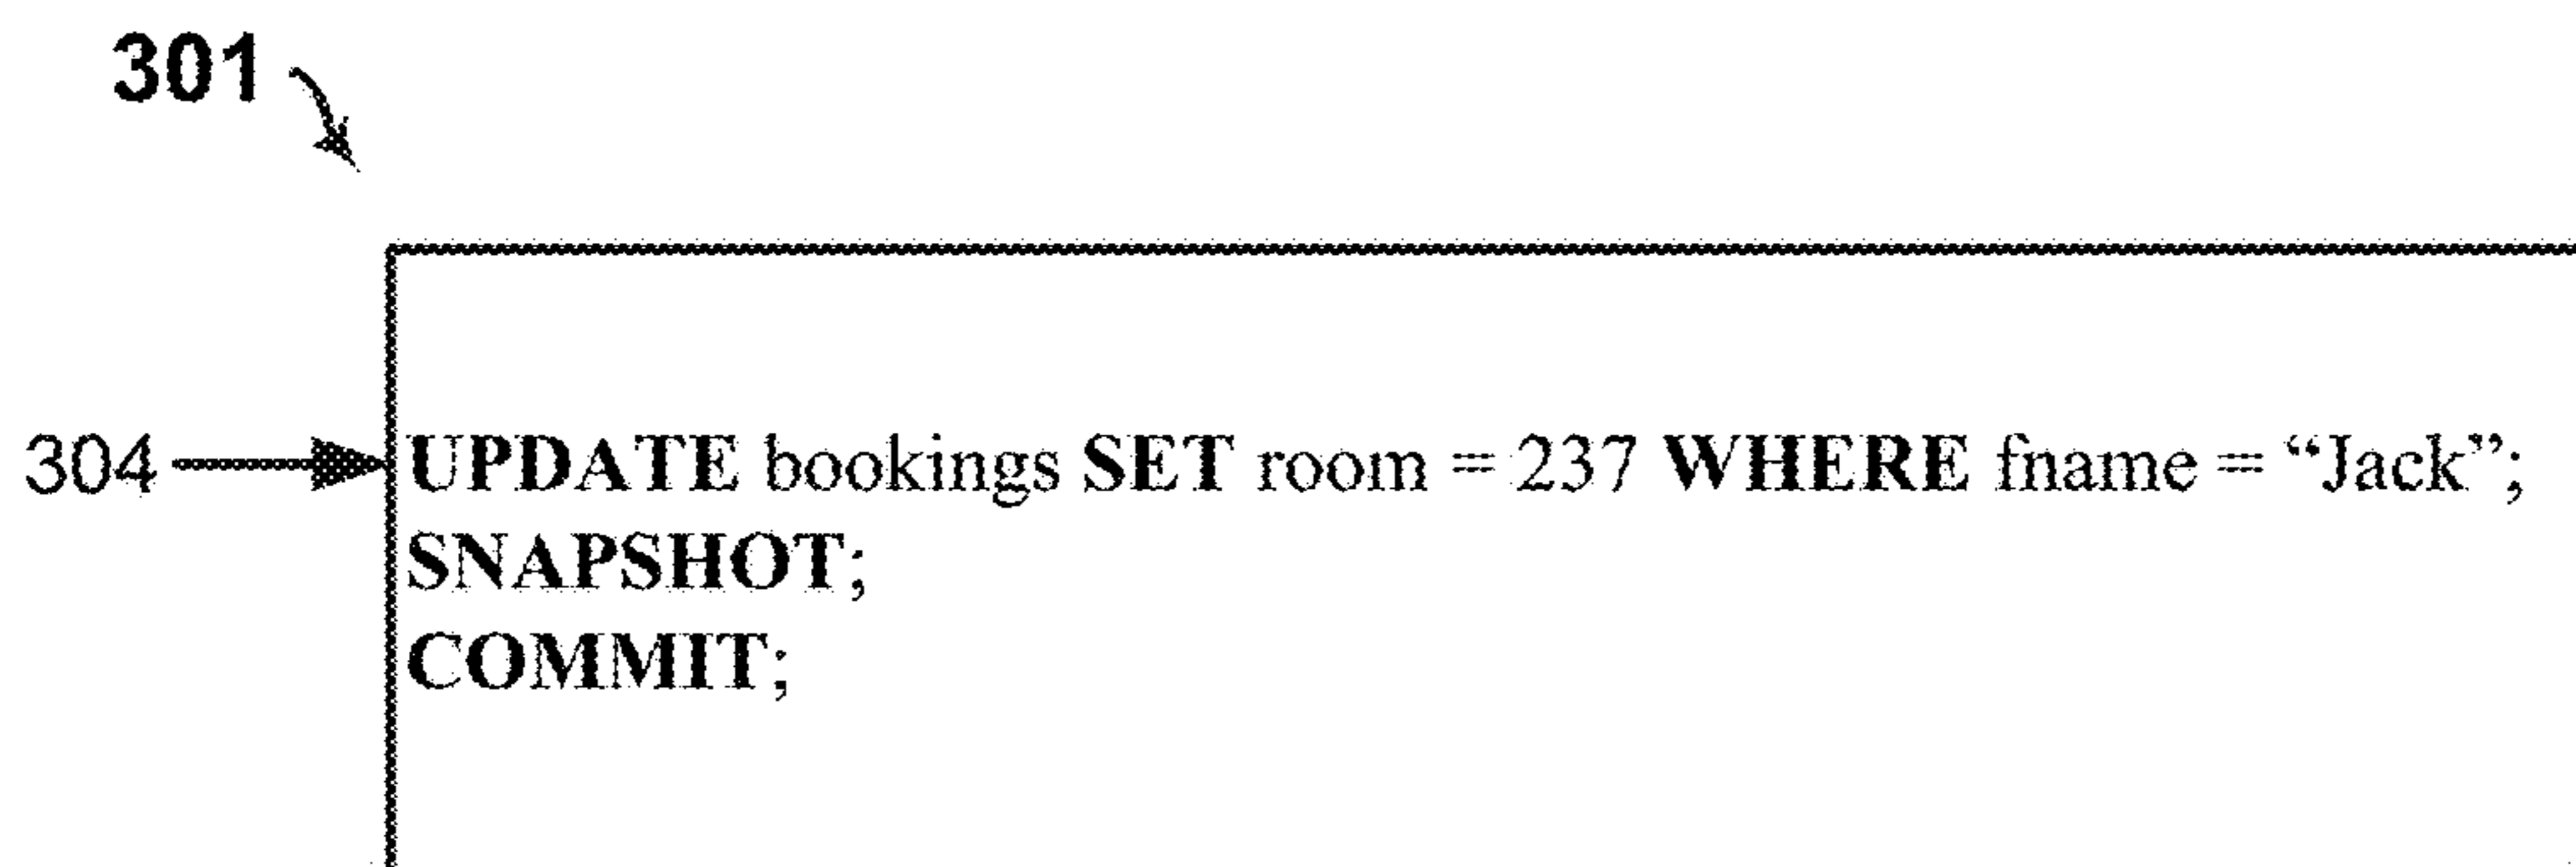 301
304 UPDATE bookings SET room = 237 WHERE fname = “Jack”;
SNAPSHOT;
COMMIT;